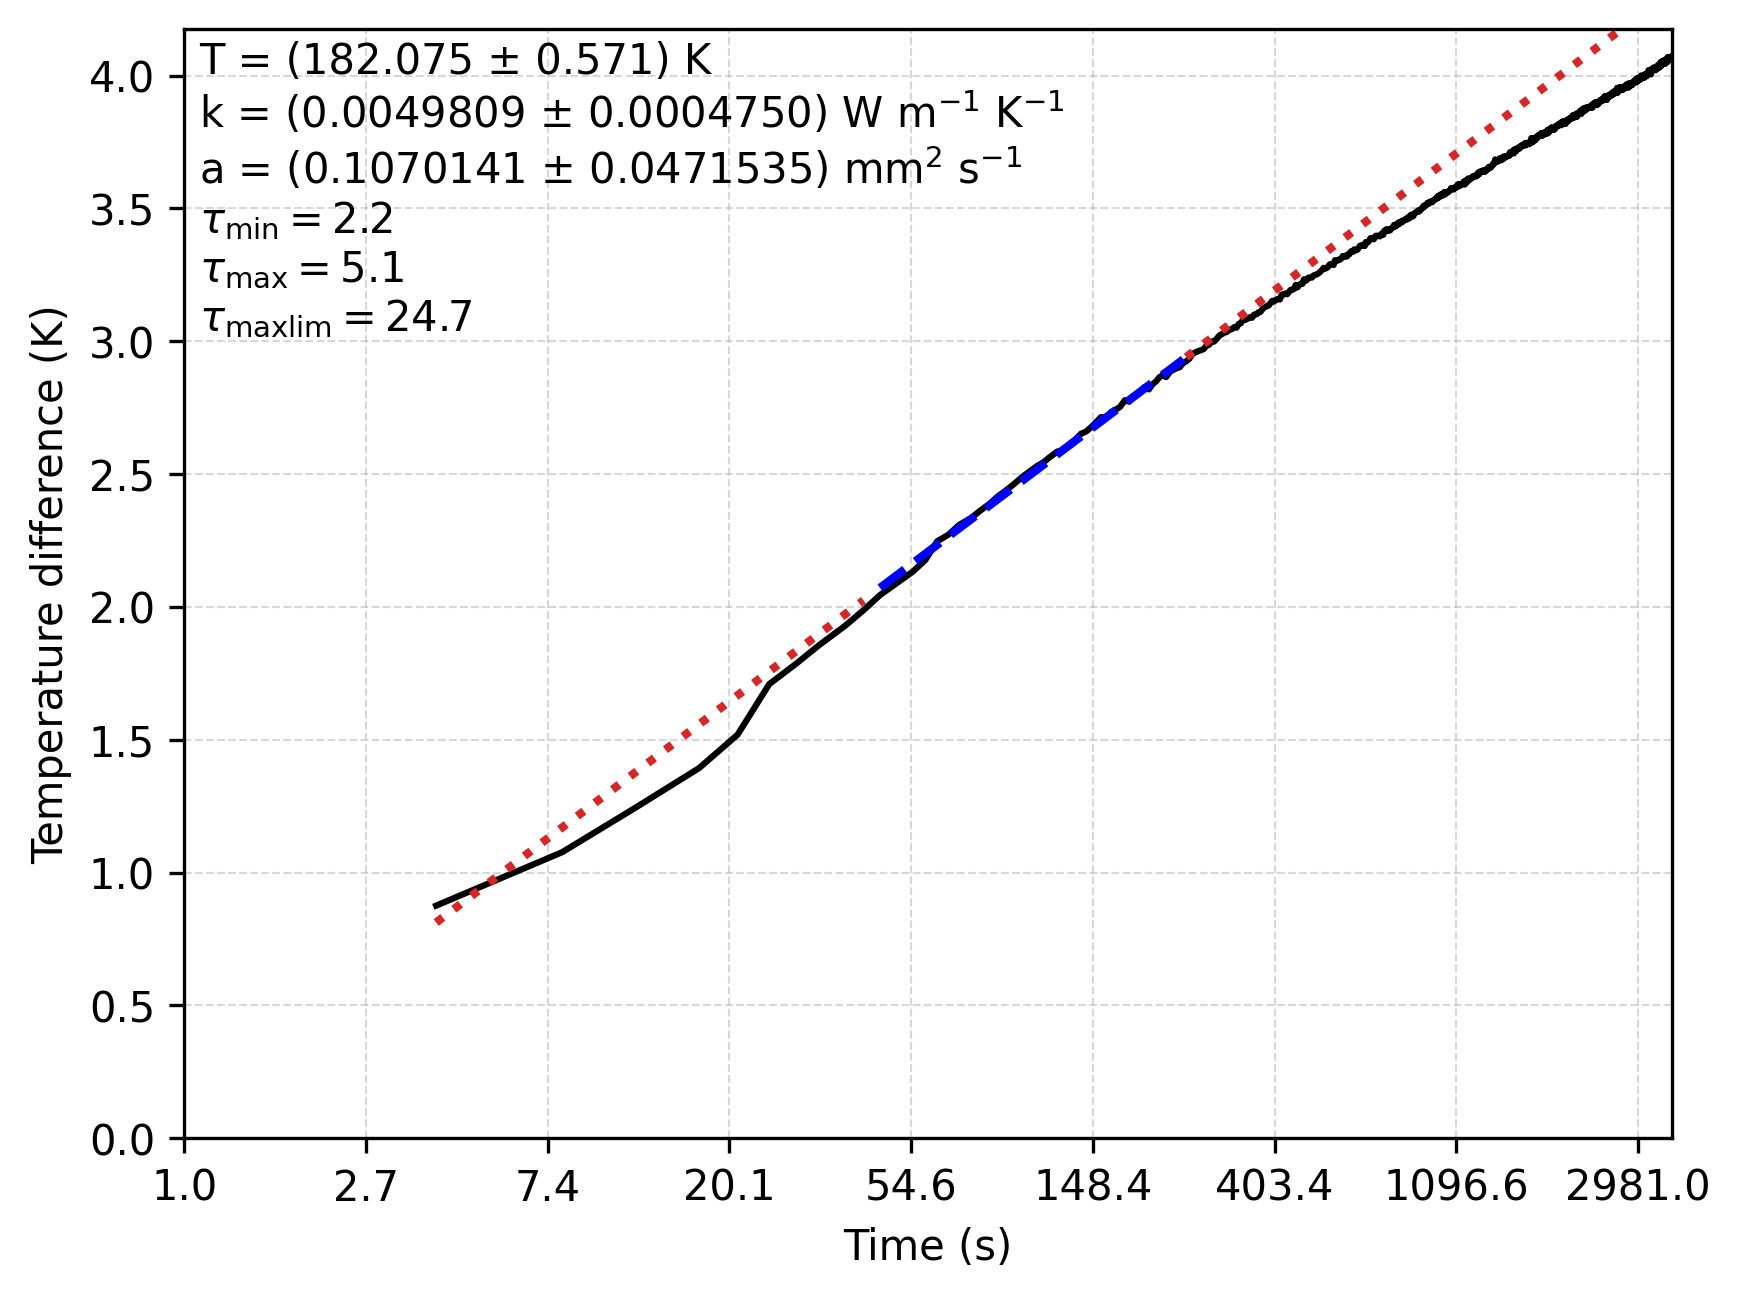 T = (182.075 ± 0.571) K
k = (0.0049809 ± 0.0004750) W m⁻¹ K⁻¹
a = (0.1070141 ± 0.0471535) mm² s⁻¹
τmin = 2.2
τmax = 5.1
τmaxlim = 24.7
Temperature difference (K)
4.0
3.5
3.0
2.5
2.0
1.5
1.0
0.5
0.0
1.0 2.7 7.4 20.1 54.6 148.4 403.4 1096.6 2981.0
Time (s)